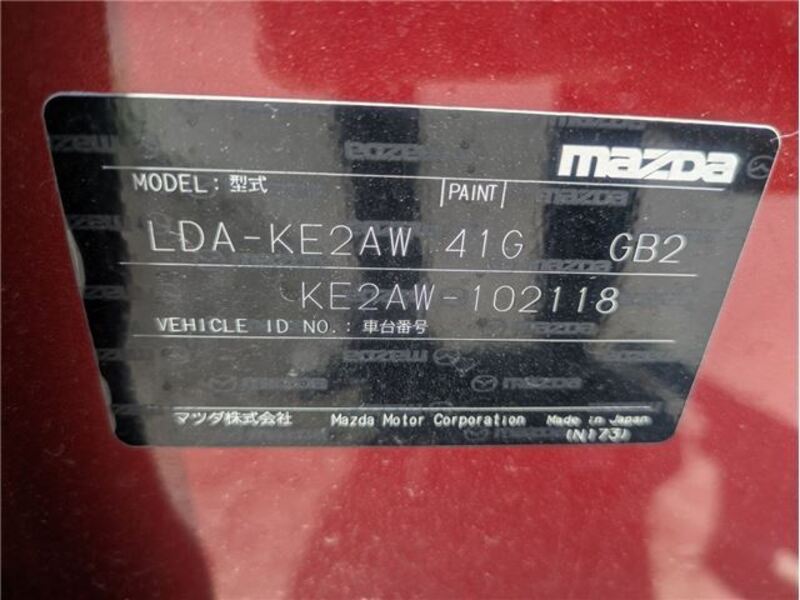 mazda
MODEL: 型式 PAINT
LDA-KE2AW 41G GB2
KE2AW-102118
VEHICLE ID NO.: 車台番号
マツダ株式会社 Mazda Motor Corporation Made in Japan
(N173)